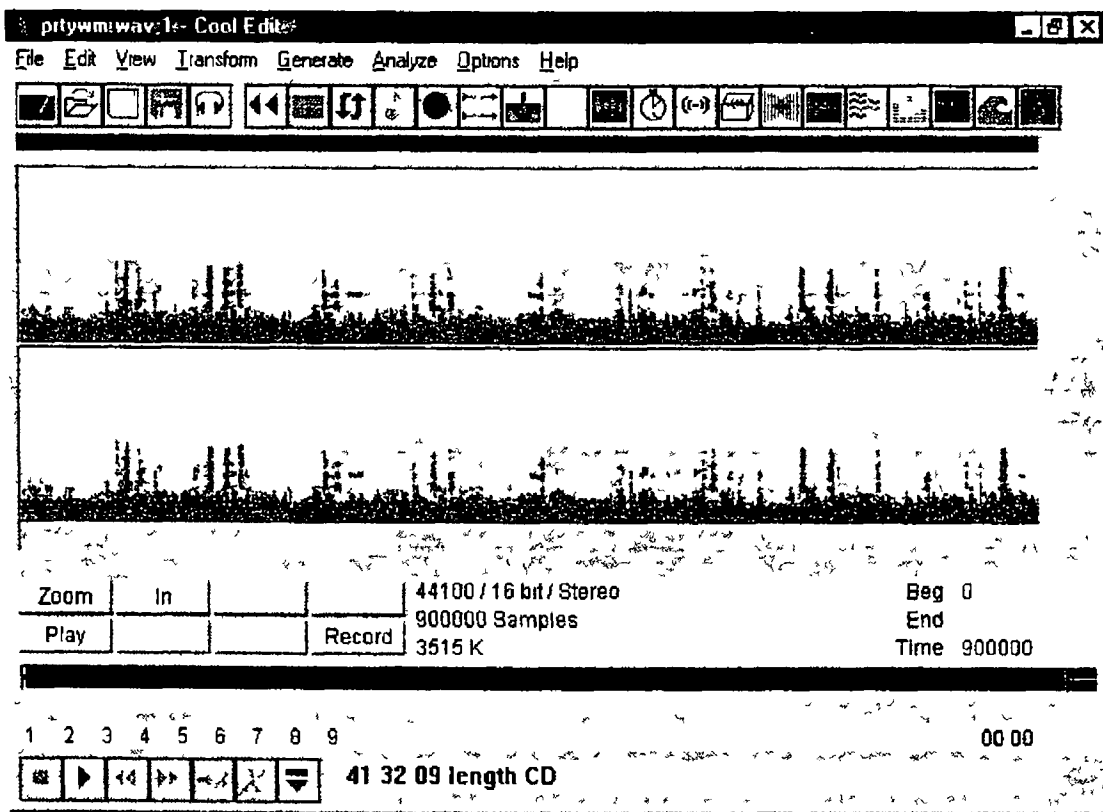 prtywm.wav:1 - Cool Edit
File Edit View Transform Generate Analyze Options Help
Zoom In
44100 / 16 bit / Stereo
Beg 0
900000 Samples
End
Play Record
3515 K
Time 900000
1 2 3 4 5 6 7 8 9
00 00
41 32 09 length CD